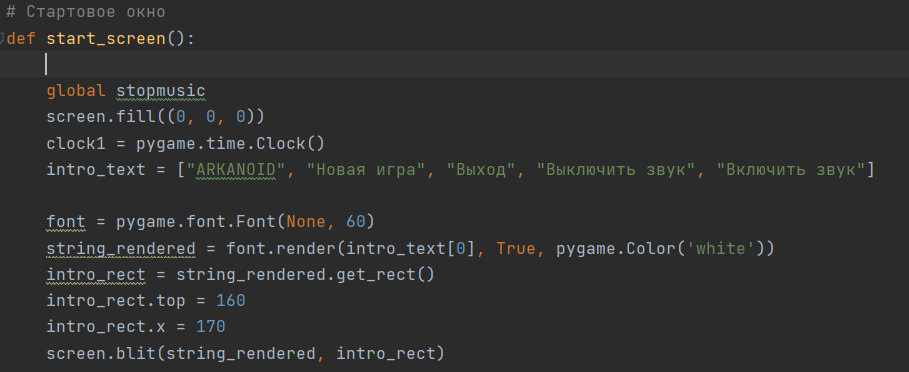 # Стартовое окно
def start_screen():
global stopmusic
screen.fill((0, 0, 0))
clock1 = pygame.time.Clock()
intro_text = ["ARKANOID", "Новая игра", "Выход", "Выключить звук", "Включить звук"]
font = pygame.font.Font(None, 60)
string_rendered = font.render(intro_text[0], True, pygame.Color('white'))
intro_rect = string_rendered.get_rect()
intro_rect.top = 160
intro_rect.x = 170
screen.blit(string_rendered, intro_rect)